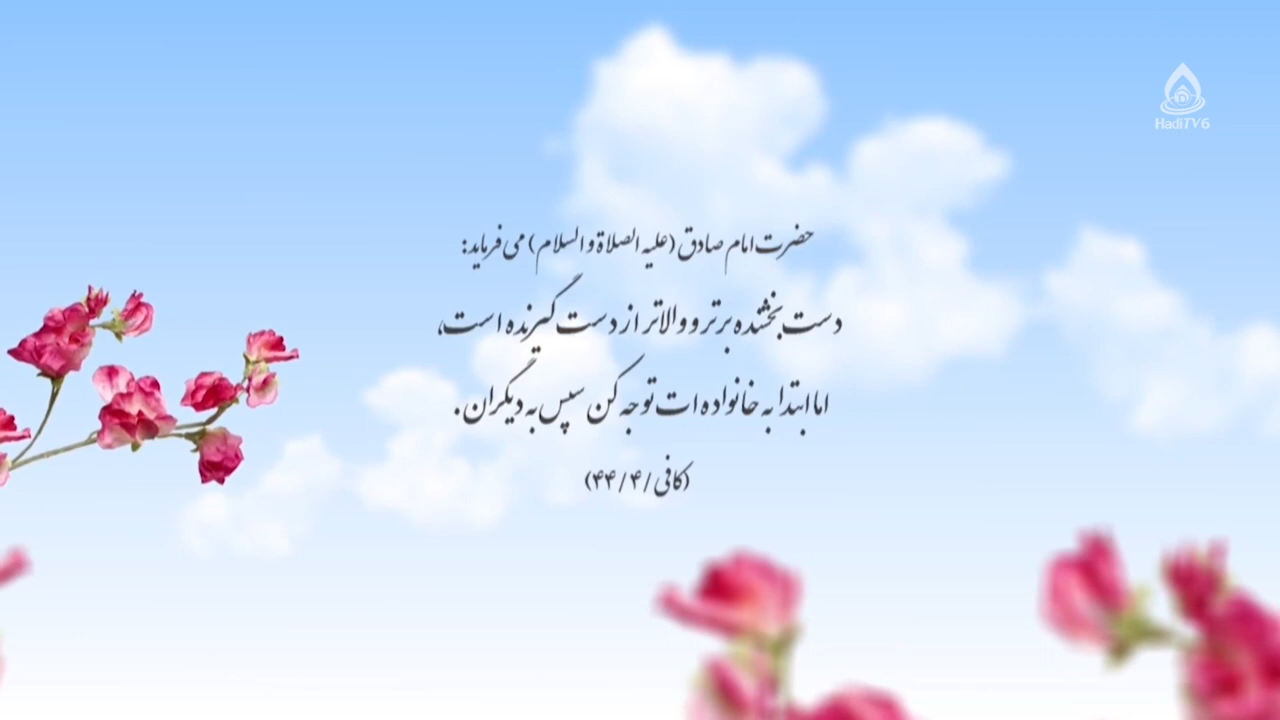 HadiTV6
حضرت امام صادق (علیه الصلاة و السلام) می فرماید:
دست بخشنده برتر و والاتر از دست گیرنده است،
اما ابتدا به خانواده ات توجه کن سپس به دیگران.
(کافی / ۴ / ۴۴)